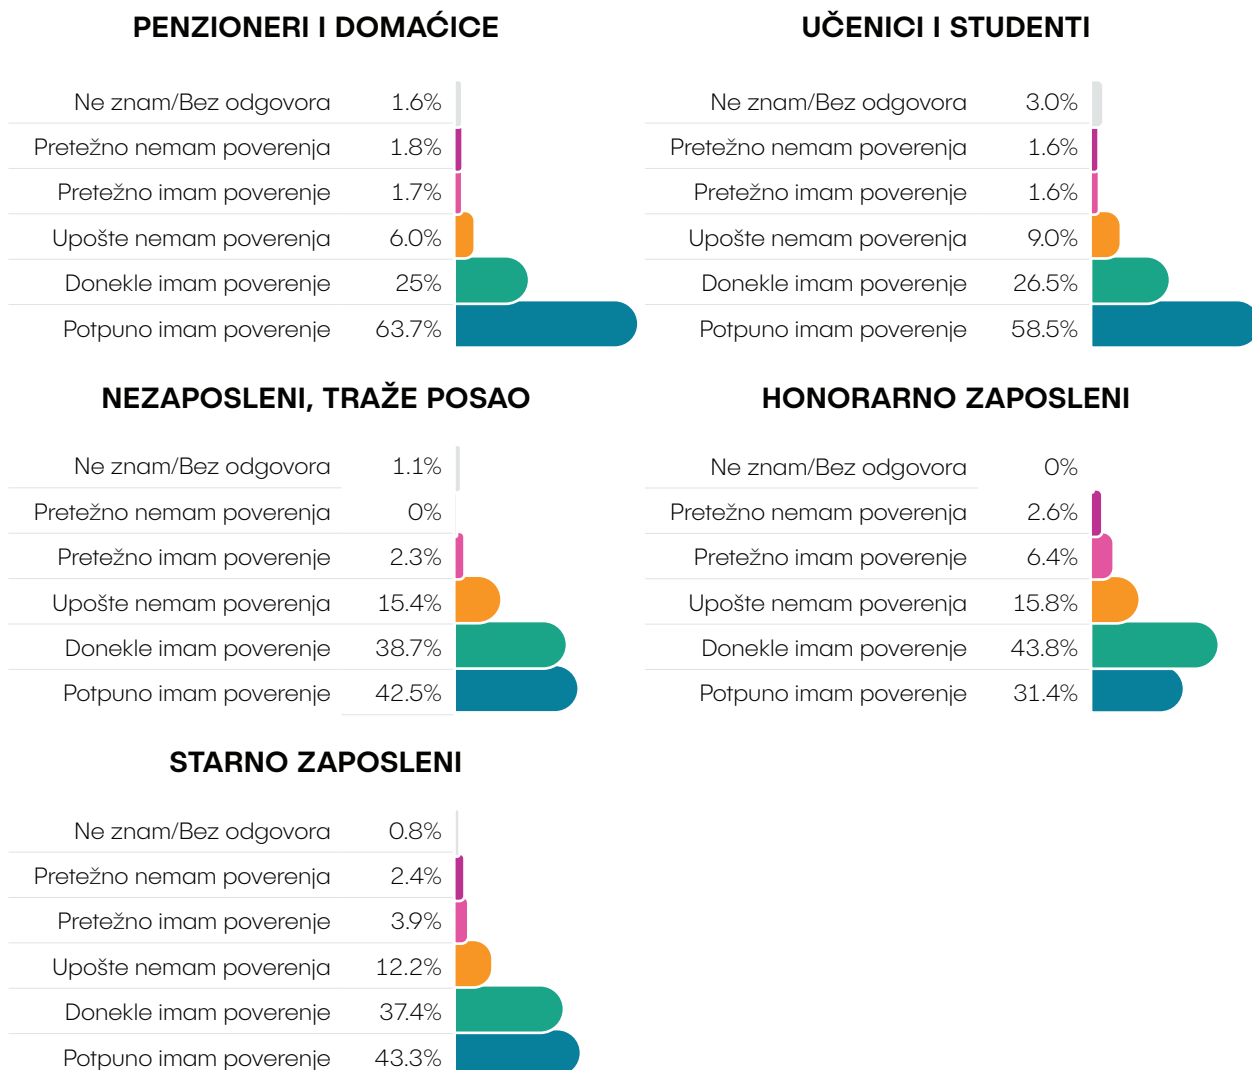 PENZIONERI I DOMAĆICE
Ne znam/Bez odgovora 1.6%
Pretežno nemam poverenja 1.8%
Pretežno imam poverenje 1.7%
Upošte nemam poverenja 6.0%
Donekle imam poverenje 25%
Potpuno imam poverenje 63.7%
UČENICI I STUDENTI
Ne znam/Bez odgovora 3.0%
Pretežno nemam poverenja 1.6%
Pretežno imam poverenje 1.6%
Upošte nemam poverenja 9.0%
Donekle imam poverenje 26.5%
Potpuno imam poverenje 58.5%
NEZAPOSLENI, TRAŽE POSAO
Ne znam/Bez odgovora 1.1%
Pretežno nemam poverenja 0%
Pretežno imam poverenje 2.3%
Upošte nemam poverenja 15.4%
Donekle imam poverenje 38.7%
Potpuno imam poverenje 42.5%
HONORARNO ZAPOSLENI
Ne znam/Bez odgovora 0%
Pretežno nemam poverenja 2.6%
Pretežno imam poverenje 6.4%
Upošte nemam poverenja 15.8%
Donekle imam poverenje 43.8%
Potpuno imam poverenje 31.4%
STARNO ZAPOSLENI
Ne znam/Bez odgovora 0.8%
Pretežno nemam poverenja 2.4%
Pretežno imam poverenje 3.9%
Upošte nemam poverenja 12.2%
Donekle imam poverenje 37.4%
Potpuno imam poverenje 43.3%